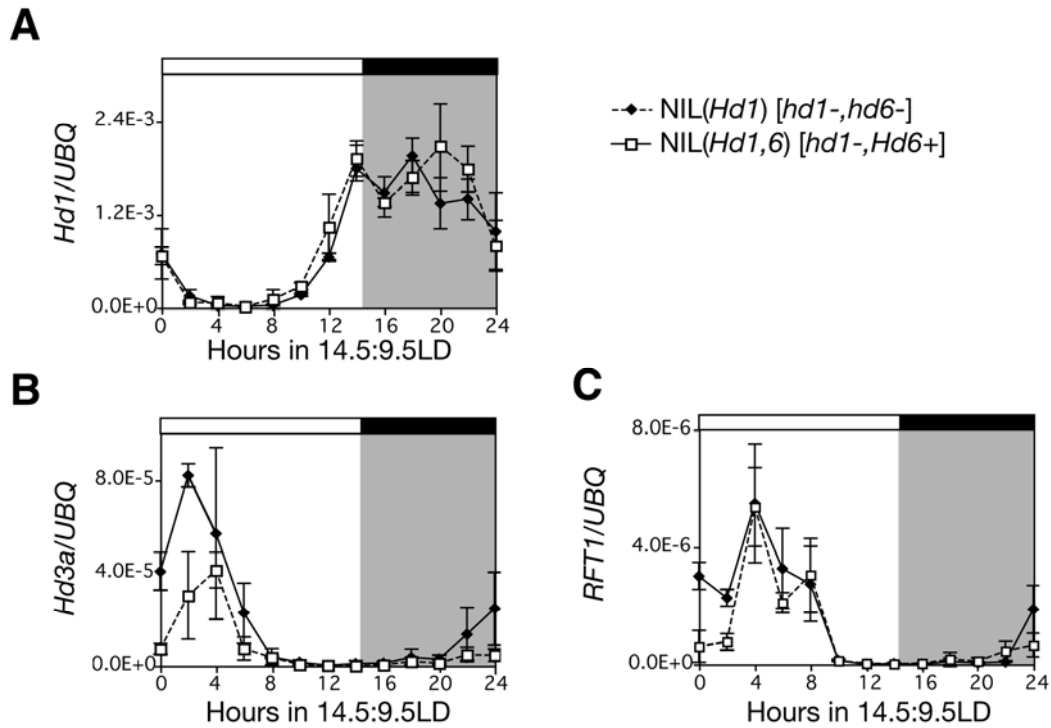 A
Hd1/UBQ
2.4E-3
1.2E-3
0.0E+0
0 4 8 12 16 20 24
Hours in 14.5:9.5LD
NIL(Hd1) [hd1-,hd6-]
NIL(Hd1,6) [hd1-,Hd6+]
B
Hd3a/UBQ
8.0E-5
4.0E-5
0.0E+0
0 4 8 12 16 20 24
Hours in 14.5:9.5LD
C
RFT1/UBQ
8.0E-6
4.0E-6
0.0E+0
0 4 8 12 16 20 24
Hours in 14.5:9.5LD